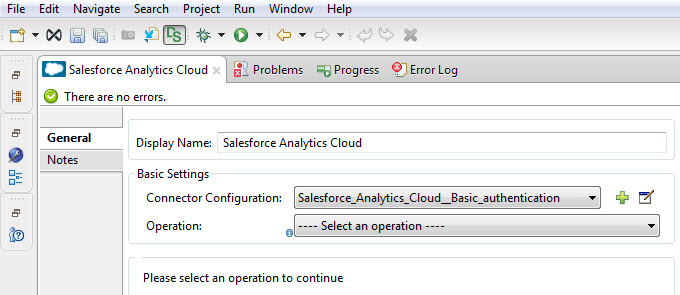 File Edit Navigate Search Project Run Window Help
Salesforce Analytics Cloud Problems Progress Error Log
There are no errors.
General
Notes
Display Name: Salesforce Analytics Cloud
Basic Settings
Connector Configuration: Salesforce_Analytics_Cloud__Basic_authentication
Operation: ---- Select an operation ----
Please select an operation to continue